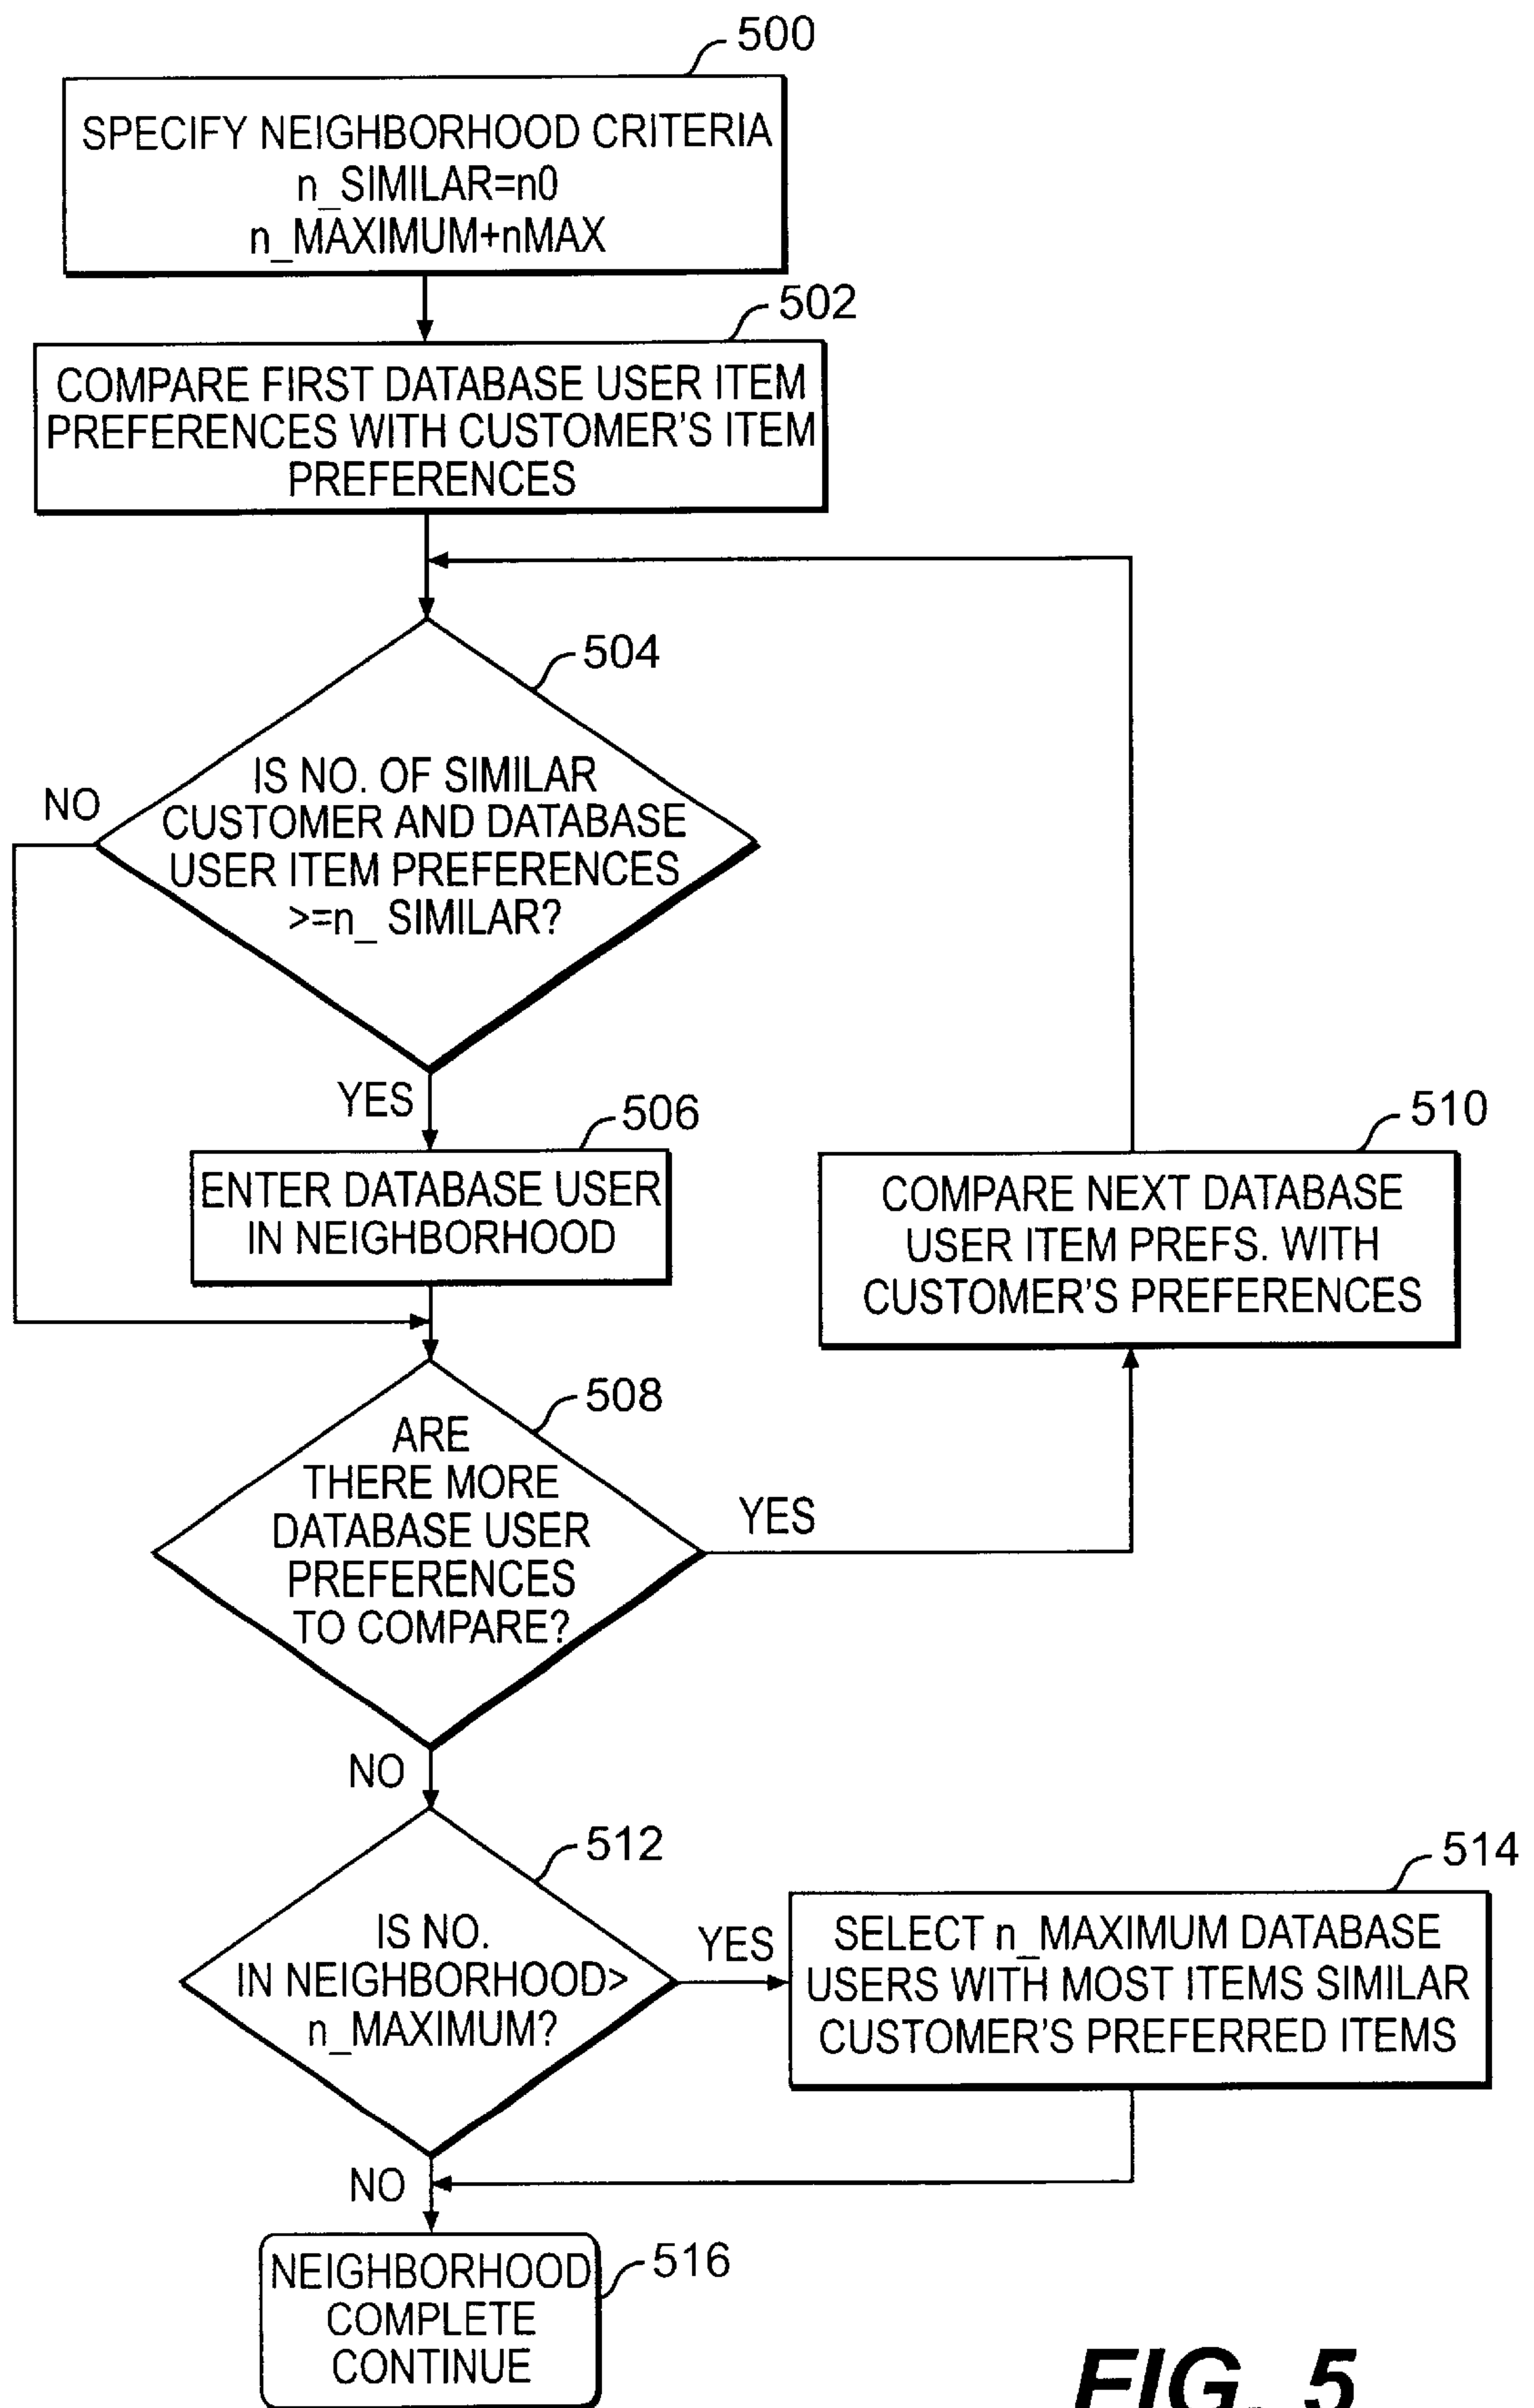 500
SPECIFY NEIGHBORHOOD CRITERIA
n_SIMILAR=n0
n_MAXIMUM+nMAX
502
COMPARE FIRST DATABASE USER ITEM
PREFERENCES WITH CUSTOMER'S ITEM
PREFERENCES
504
IS NO. OF SIMILAR
CUSTOMER AND DATABASE
USER ITEM PREFERENCES
>=n_ SIMILAR?
NO
YES
506
ENTER DATABASE USER
IN NEIGHBORHOOD
510
COMPARE NEXT DATABASE
USER ITEM PREFS. WITH
CUSTOMER'S PREFERENCES
508
ARE
THERE MORE
DATABASE USER
PREFERENCES
TO COMPARE?
YES
NO
512
IS NO.
IN NEIGHBORHOOD>
n_MAXIMUM?
YES
514
SELECT n_MAXIMUM DATABASE
USERS WITH MOST ITEMS SIMILAR
CUSTOMER'S PREFERRED ITEMS
NO
516
NEIGHBORHOOD
COMPLETE
CONTINUE
FIG. 5